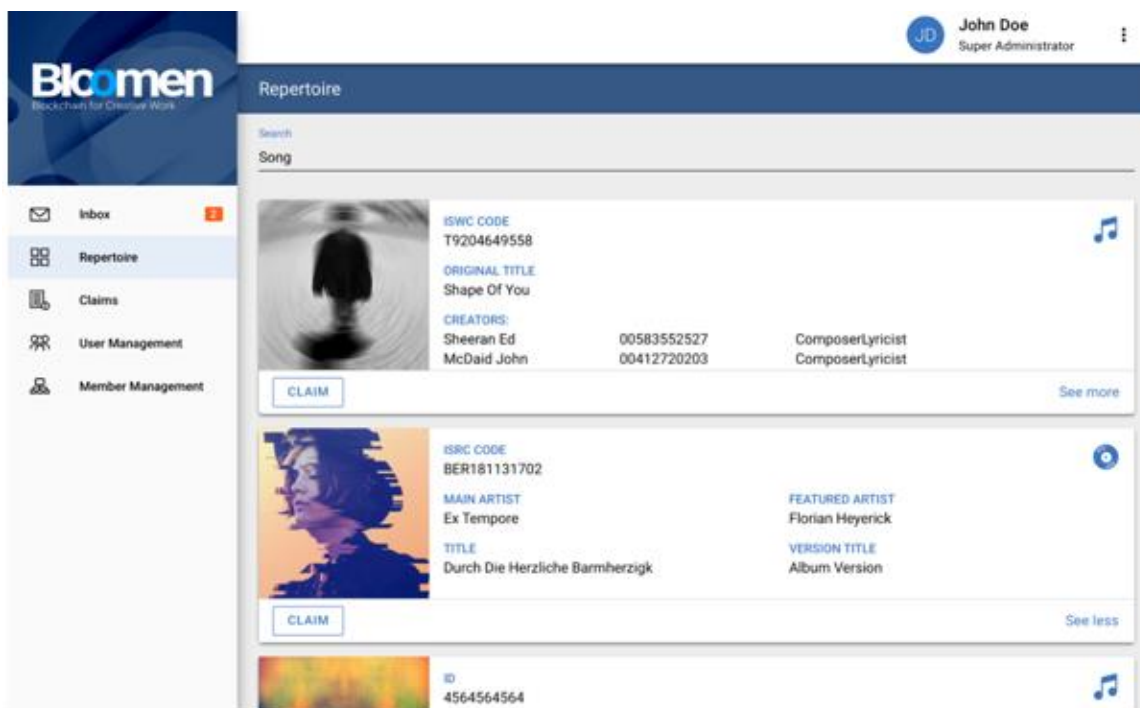 JD
John Doe
Super Administrator
Bloomen
Blockchain for Creative Work
Repertoire
Search
Song
Inbox 2
Repertoire
Claims
User Management
Member Management
ISWC CODE
T9204649558
ORIGINAL TITLE
Shape Of You
CREATORS:
Sheeran Ed 00583552527 ComposerLyricist
McDaid John 00412720203 ComposerLyricist
CLAIM See more
ISRC CODE
BER181131702
MAIN ARTIST FEATURED ARTIST
Ex Tempore Florian Heyerick
TITLE VERSION TITLE
Durch Die Herzliche Barmherzigk Album Version
CLAIM See less
ID
4564564564